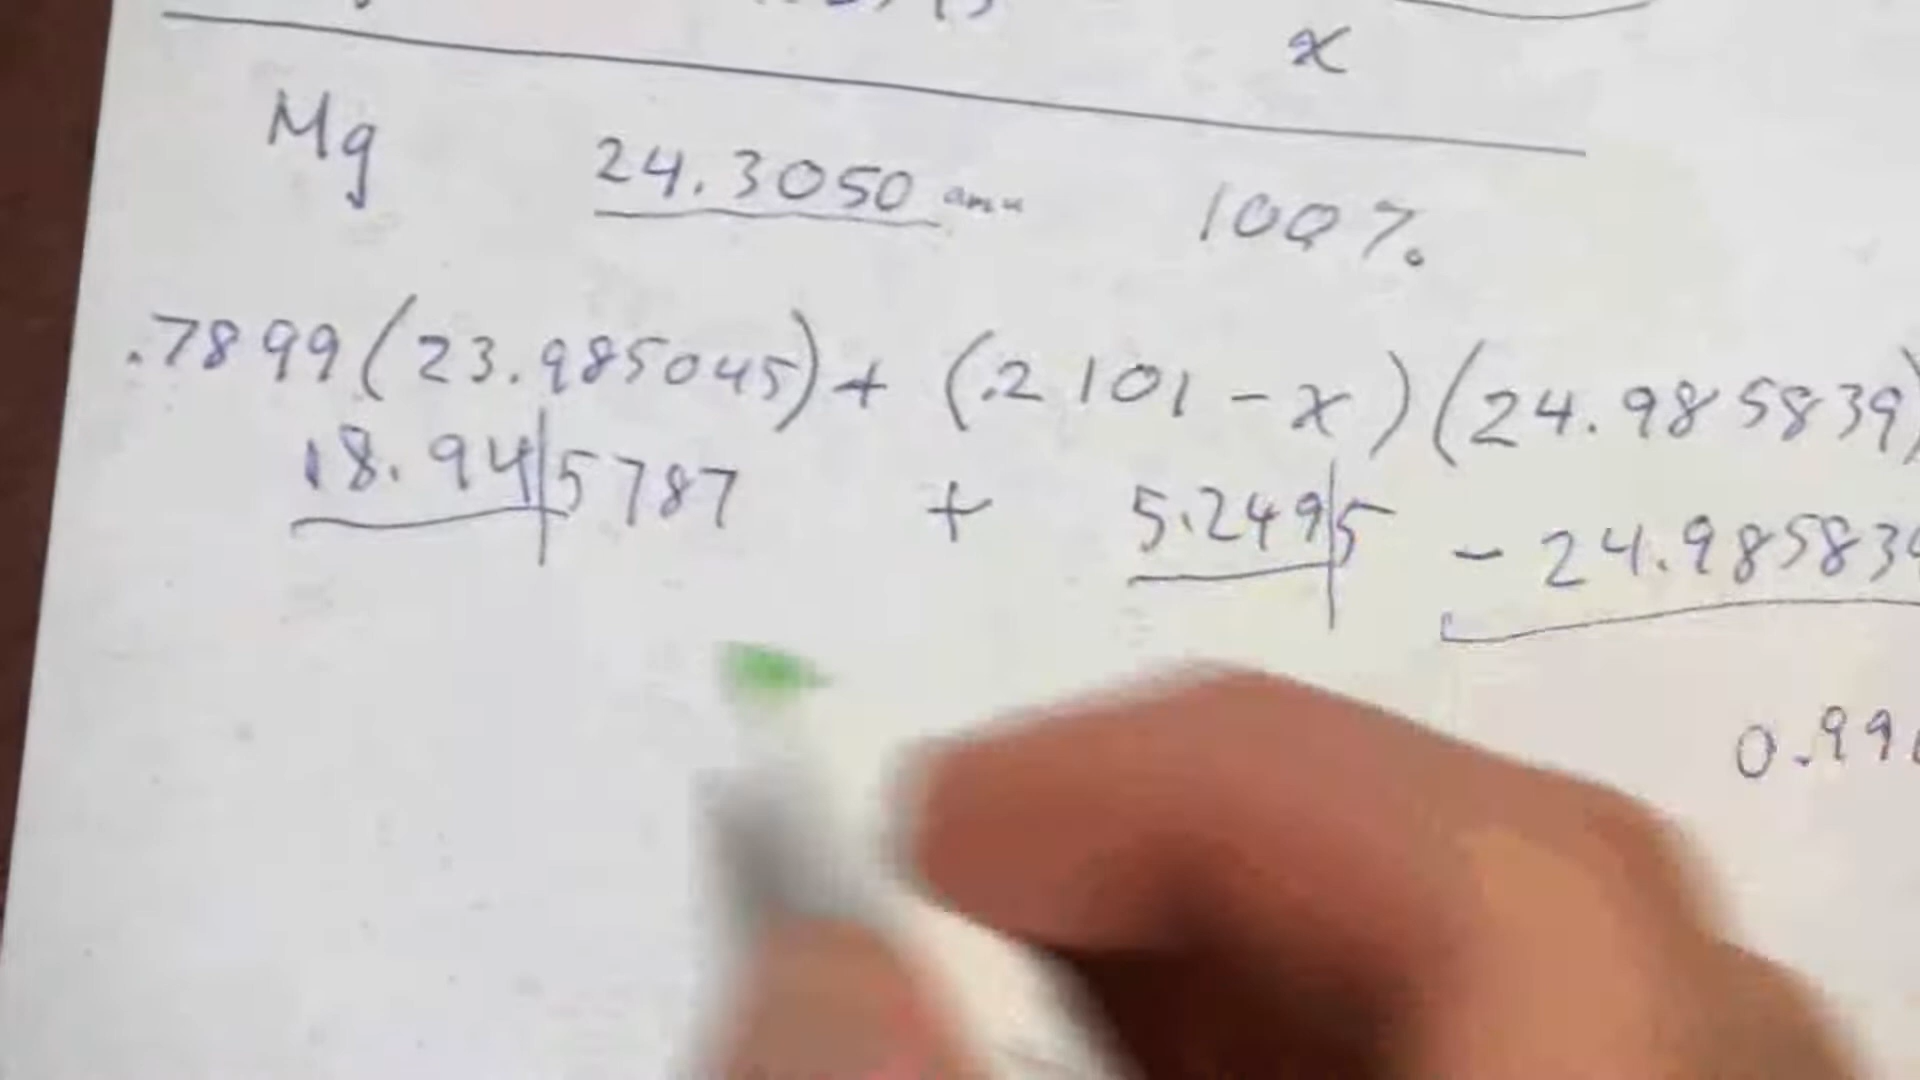 x
Mg 24.3050 amu 100%
.7899(23.985045) + (.2101 - x)(24.985839)
18.945787 + 5.2495 - 24.98583
0.99